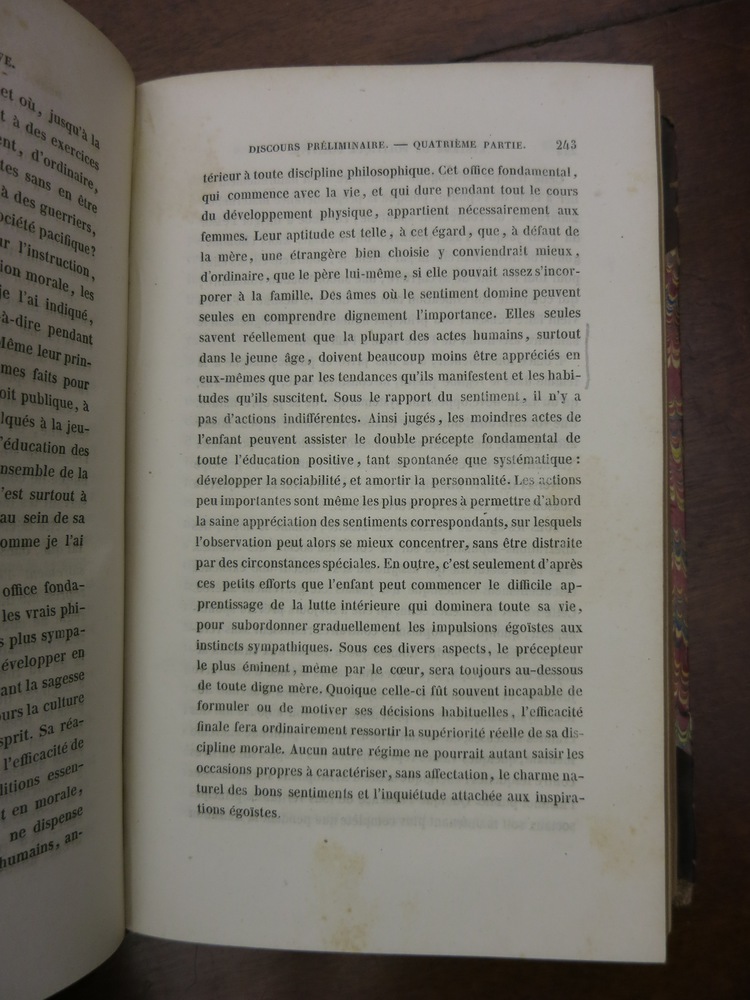 VE.
et où, jusqu'à la
t à des exercices
ent, d'ordinaire,
tes sans en être
à des guerriers,
ociété pacifique?
ur l'instruction,
ion morale, les
je l'ai indiqué,
-à-dire pendant
Même leur prin-
mes faits pour
oit publique, à
lqués à la jeu-
l'éducation des
nsemble de la
'est surtout à
au sein de sa
omme je l'ai
office fonda-
les vrais phi-
s plus sympa-
évelopper en
ant la sagesse
ours la culture
sprit. Sa réa-
l'efficacité de
litions essen-
t en morale,
ne dispense
humains, an-
DISCOURS PRÉLIMINAIRE. — QUATRIÈME PARTIE. 243
térieur à toute discipline philosophique. Cet office fondamental,
qui commence avec la vie, et qui dure pendant tout le cours
du développement physique, appartient nécessairement aux
femmes. Leur aptitude est telle, à cet égard, que, à défaut de
la mère, une étrangère bien choisie y conviendrait mieux,
d'ordinaire, que le père lui-même, si elle pouvait assez s'incor-
porer à la famille. Des âmes où le sentiment domine peuvent
seules en comprendre dignement l'importance. Elles seules
savent réellement que la plupart des actes humains, surtout
dans le jeune âge, doivent beaucoup moins être appréciés en
eux-mêmes que par les tendances qu'ils manifestent et les habi-
tudes qu'ils suscitent. Sous le rapport du sentiment, il n'y a
pas d'actions indifférentes. Ainsi jugés, les moindres actes de
l'enfant peuvent assister le double précepte fondamental de
toute l'éducation positive, tant spontanée que systématique :
développer la sociabilité, et amortir la personnalité. Les actions
peu importantes sont même les plus propres à permettre d'abord
la saine appréciation des sentiments correspondants, sur lesquels
l'observation peut alors se mieux concentrer, sans être distraite
par des circonstances spéciales. En outre, c'est seulement d'après
ces petits efforts que l'enfant peut commencer le difficile ap-
prentissage de la lutte intérieure qui dominera toute sa vie,
pour subordonner graduellement les impulsions égoïstes aux
instincts sympathiques. Sous ces divers aspects, le précepteur
le plus éminent, même par le cœur, sera toujours au-dessous
de toute digne mère. Quoique celle-ci fût souvent incapable de
formuler ou de motiver ses décisions habituelles, l'efficacité
finale fera ordinairement ressortir la supériorité réelle de sa dis-
cipline morale. Aucun autre régime ne pourrait autant saisir les
occasions propres à caractériser, sans affectation, le charme na-
turel des bons sentiments et l'inquiétude attachée aux inspira-
tions égoïstes.